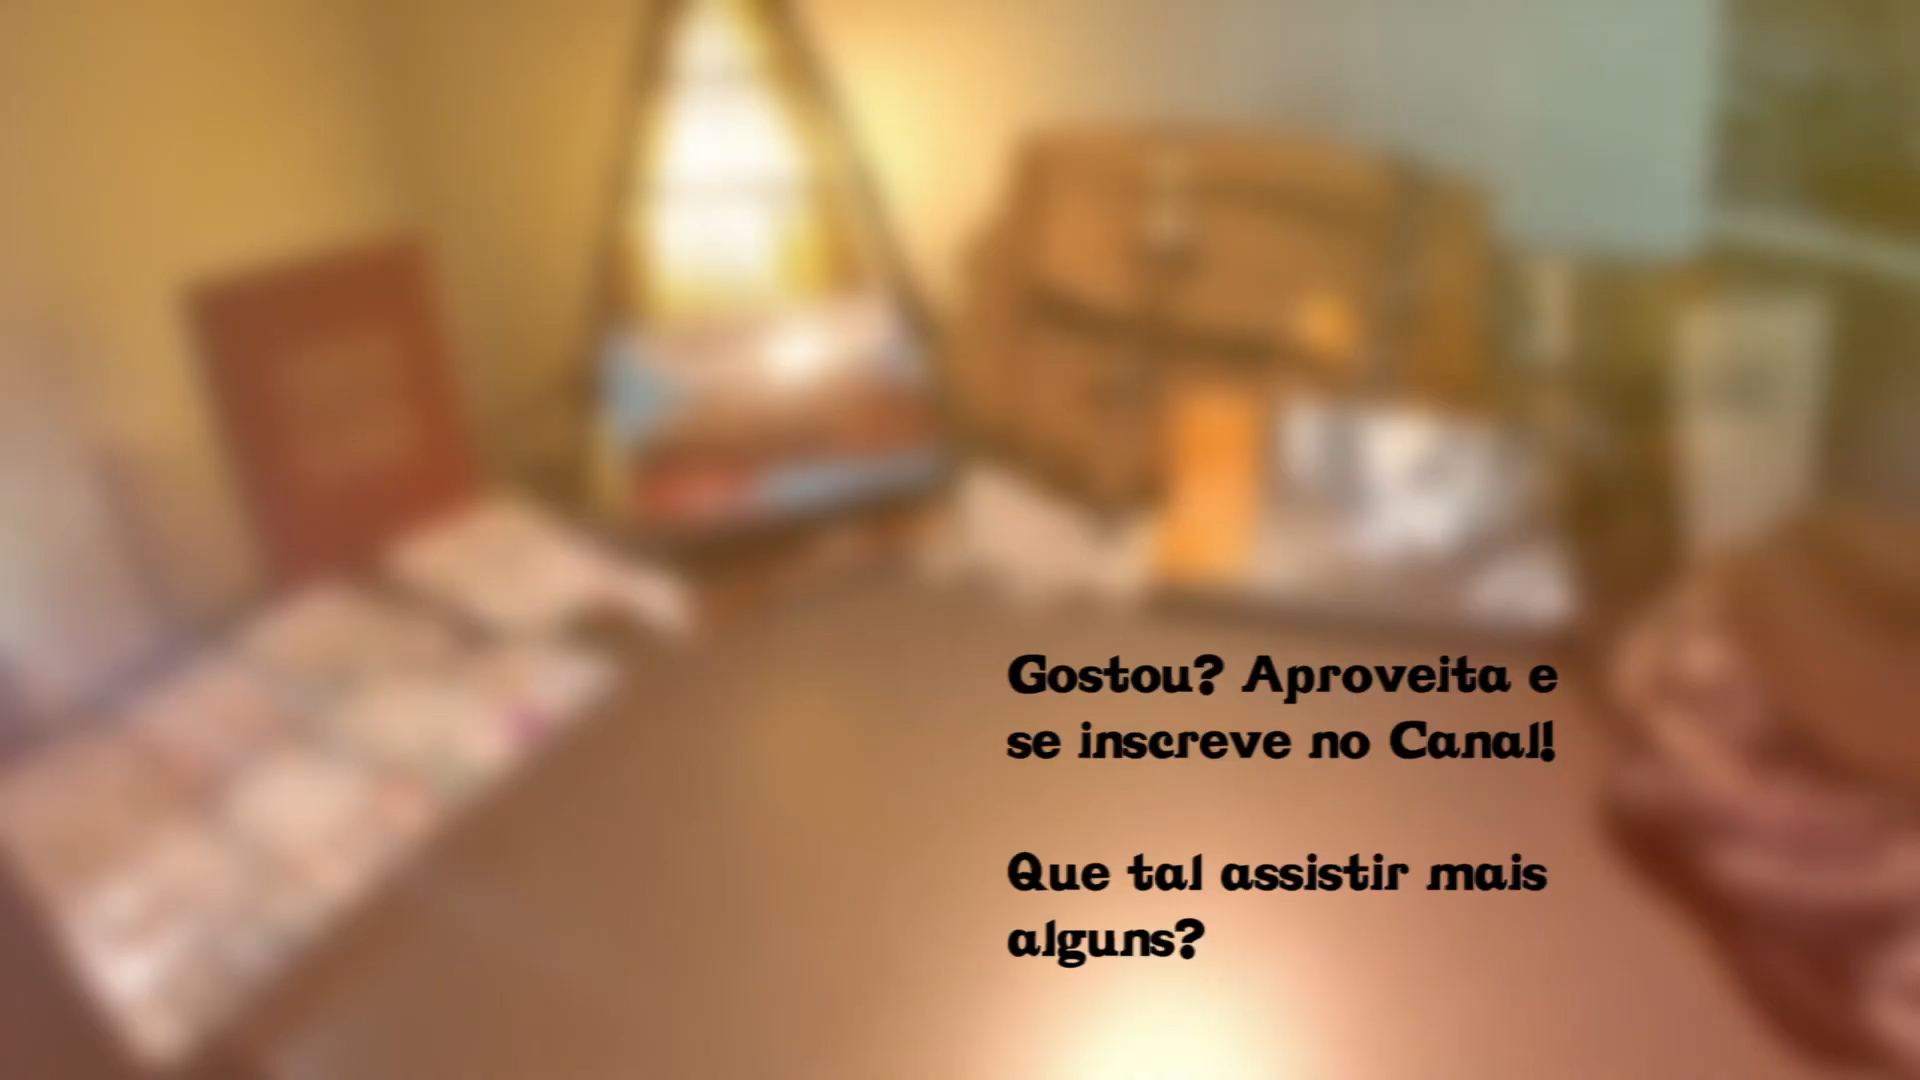 Gostou? Aproveita e
se inscreve no Canal!
Que tal assistir mais
alguns?